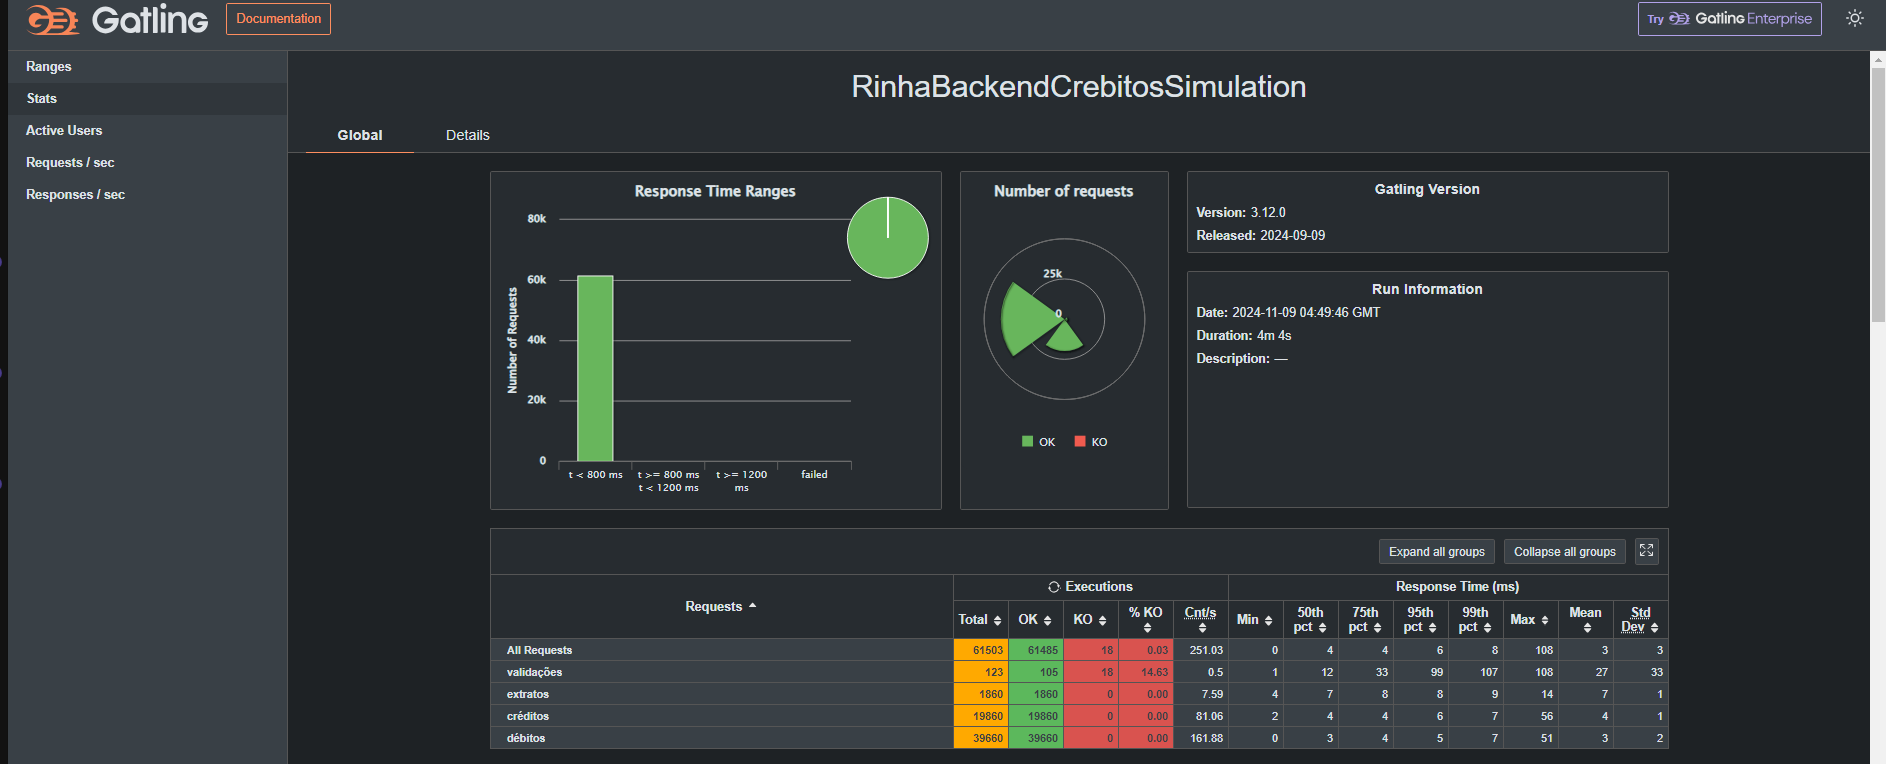 Gatling
Documentation
Try Gatling Enterprise
Ranges
Stats
Active Users
Requests / sec
Responses / sec
RinhaBackendCrebitosSimulation
Global
Details
Response Time Ranges
80k
60k
40k
20k
0
Number of Requests
t < 800 ms
t >= 800 ms
t < 1200 ms
t >= 1200
ms
failed
Number of requests
25k
0
OK
KO
Gatling Version
Version: 3.12.0
Released: 2024-09-09
Run Information
Date: 2024-11-09 04:49:46 GMT
Duration: 4m 4s
Description: —
Expand all groups
Collapse all groups
Requests
Executions
Response Time (ms)
Total OK KO % KO Cnt/s Min 50th pct 75th pct 95th pct 99th pct Max Mean Std Dev
All Requests 61503 61485 18 0.03 251.03 0 4 4 6 8 108 3 3
validações 123 105 18 14.63 0.5 1 12 33 99 107 108 27 33
extratos 1860 1860 0 0.00 7.59 4 7 8 8 9 14 7 1
créditos 19860 19860 0 0.00 81.06 2 4 4 6 7 56 4 1
débitos 39660 39660 0 0.00 161.88 0 3 4 5 7 51 3 2